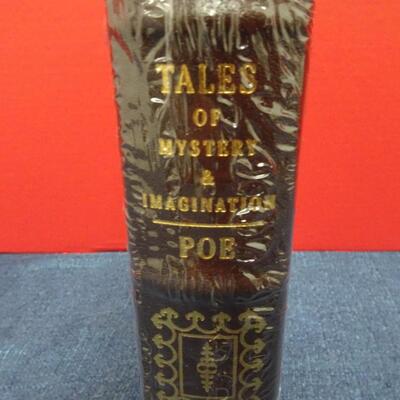 TALES
OF
MYSTERY
&
IMAGINATION
POE